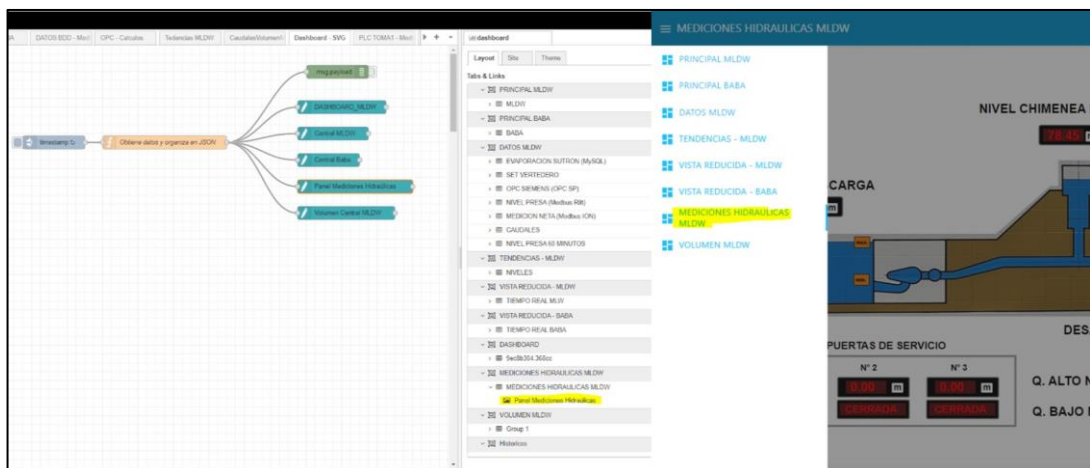 DATOS BDD - Mod
OPC - Calculos
Tedancias MLDW
CaudalesVolumen
Dashboard - SVG
PLC TOMA1 - Mod
dashboard
Layout
Site
Theme
Tabs & Links
PRINCIPAL MLDW
MLDW
PRINCIPAL BABA
BABA
DATOS MLDW
EVAPORACION SUTRON (MySQL)
SET VERTEDERO
OPC SIEMENS (OPC SP)
NIVEL PRESA (Modbus Ritt)
MEDICION NETA (Modbus ION)
CAUDALES
NIVEL PRESA 60 MINUTOS
TENDENCIAS - MLDW
NIVELES
VISTA REDUCIDA - MLDW
TIEMPO REAL MLW
VISTA REDUCIDA - BABA
TIEMPO REAL BABA
DASHBOARD
MEDICIONES HIDRAULICAS MLDW
MEDICIONES HIDRAULICAS MLDW
Panel Mediciones Hidraúlicas
VOLUMEN MLDW
Group 1
Historicos
msg.payload
DASHBOARD_MLDW
Central MLDW
timestamp
Obtiene datos y organiza en JSON
Central Baba
Panel Mediciones Hidraúlicas
Volumen Central MLDW
MEDICIONES HIDRAULICAS MLDW
PRINCIPAL MLDW
PRINCIPAL BABA
DATOS MLDW
TENDENCIAS - MLDW
VISTA REDUCIDA - MLDW
VISTA REDUCIDA - BABA
MEDICIONES HIDRAULICAS
MLDW
VOLUMEN MLDW
NIVEL CHIMENEA
78.45
CARGA
m
DES
PUERTAS DE SERVICIO
N° 2
N° 3
0.00 m
0.00 m
CERRADA
CERRADA
Q. ALTO
Q. BAJO